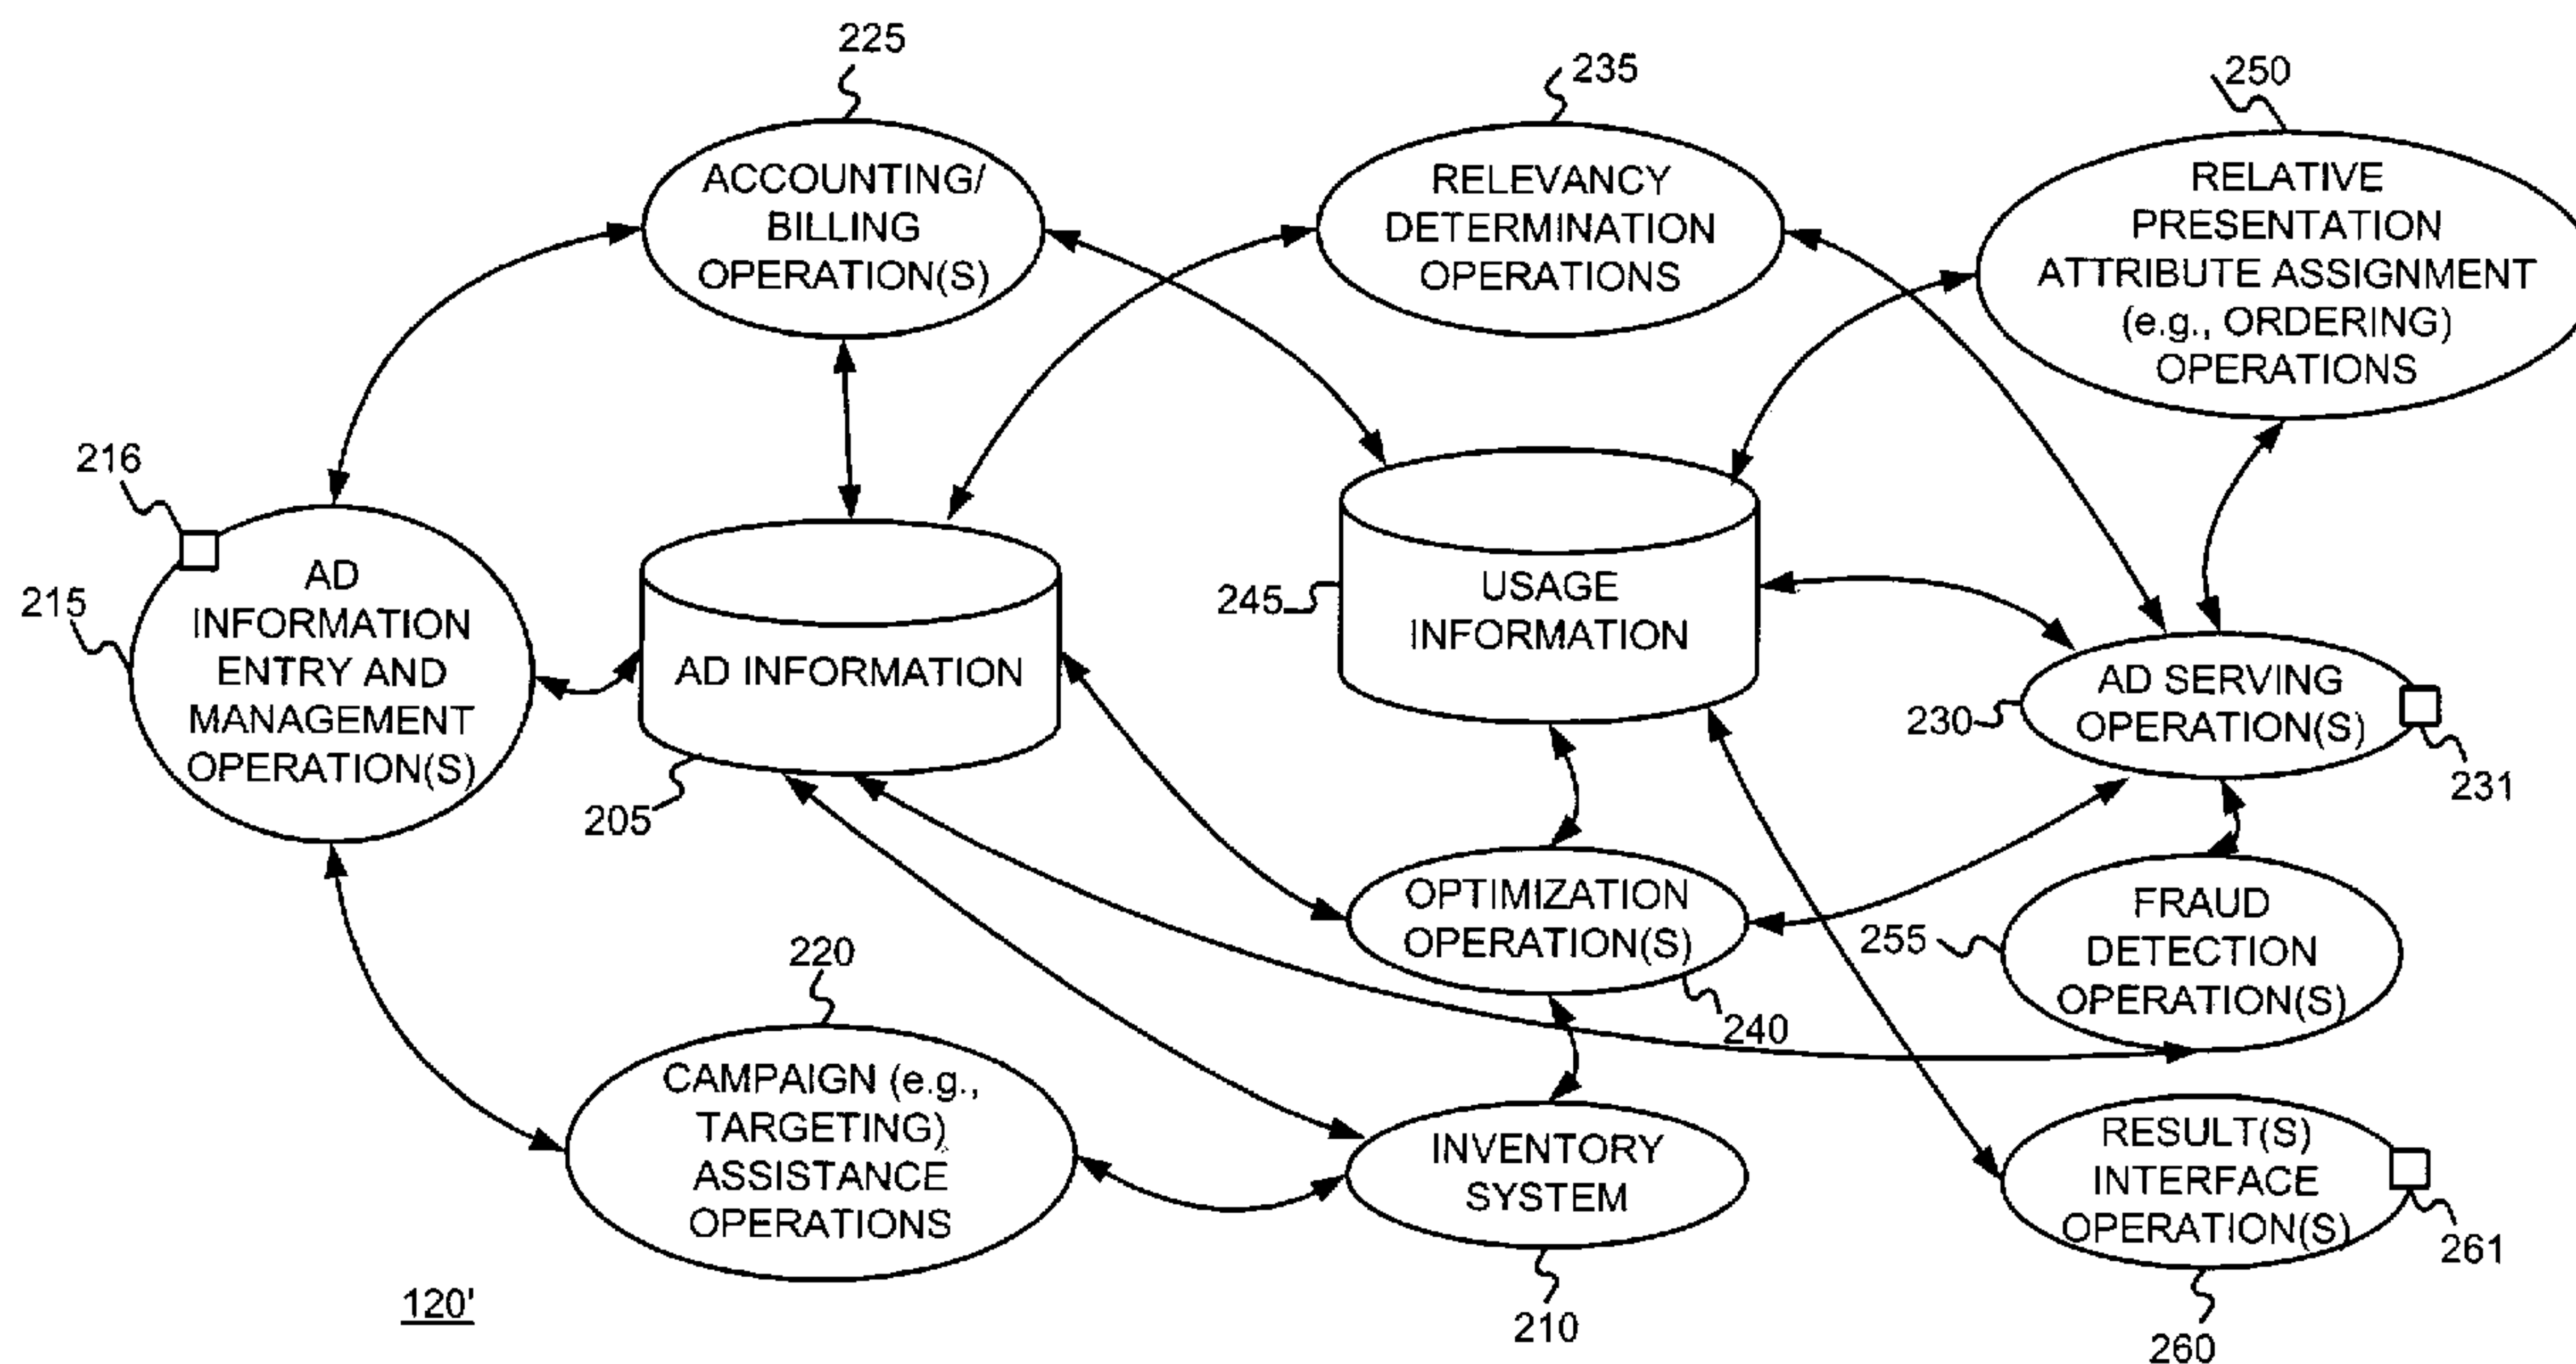 225
235
250
ACCOUNTING/
BILLING
OPERATION(S)
RELEVANCY
DETERMINATION
OPERATIONS
RELATIVE
PRESENTATION
ATTRIBUTE ASSIGNMENT
(e.g., ORDERING)
OPERATIONS
216
215
AD
INFORMATION
ENTRY AND
MANAGEMENT
OPERATION(S)
AD INFORMATION
205
245
USAGE
INFORMATION
230
AD SERVING
OPERATION(S)
231
OPTIMIZATION
OPERATION(S)
240
255
FRAUD
DETECTION
OPERATION(S)
220
CAMPAIGN (e.g.,
TARGETING)
ASSISTANCE
OPERATIONS
INVENTORY
SYSTEM
210
RESULT(S)
INTERFACE
OPERATION(S)
261
260
120'